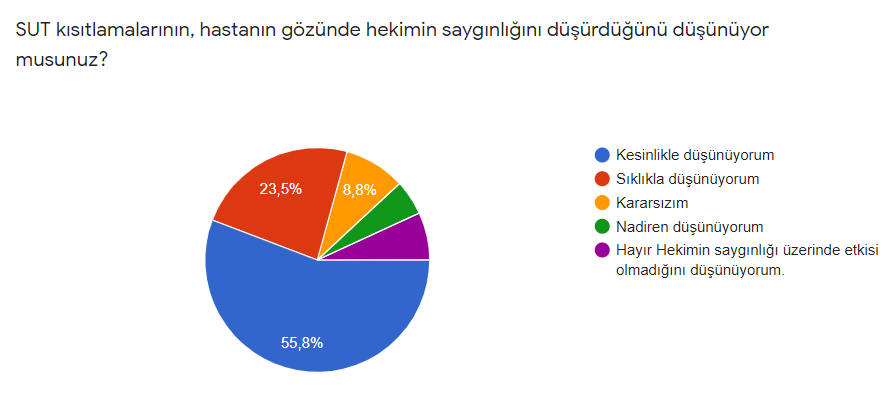 SUT kısıtlamalarının, hastanın gözünde hekimin saygınlığını düşürdüğünü düşünüyor
musunuz?
Kesinlikle düşünüyorum
Sıklıkla düşünüyorum
Kararsızım
Nadiren düşünüyorum
Hayır Hekimin saygınlığı üzerinde etkisi
olmadığını düşünüyorum.
23,5%
8,8%
55,8%